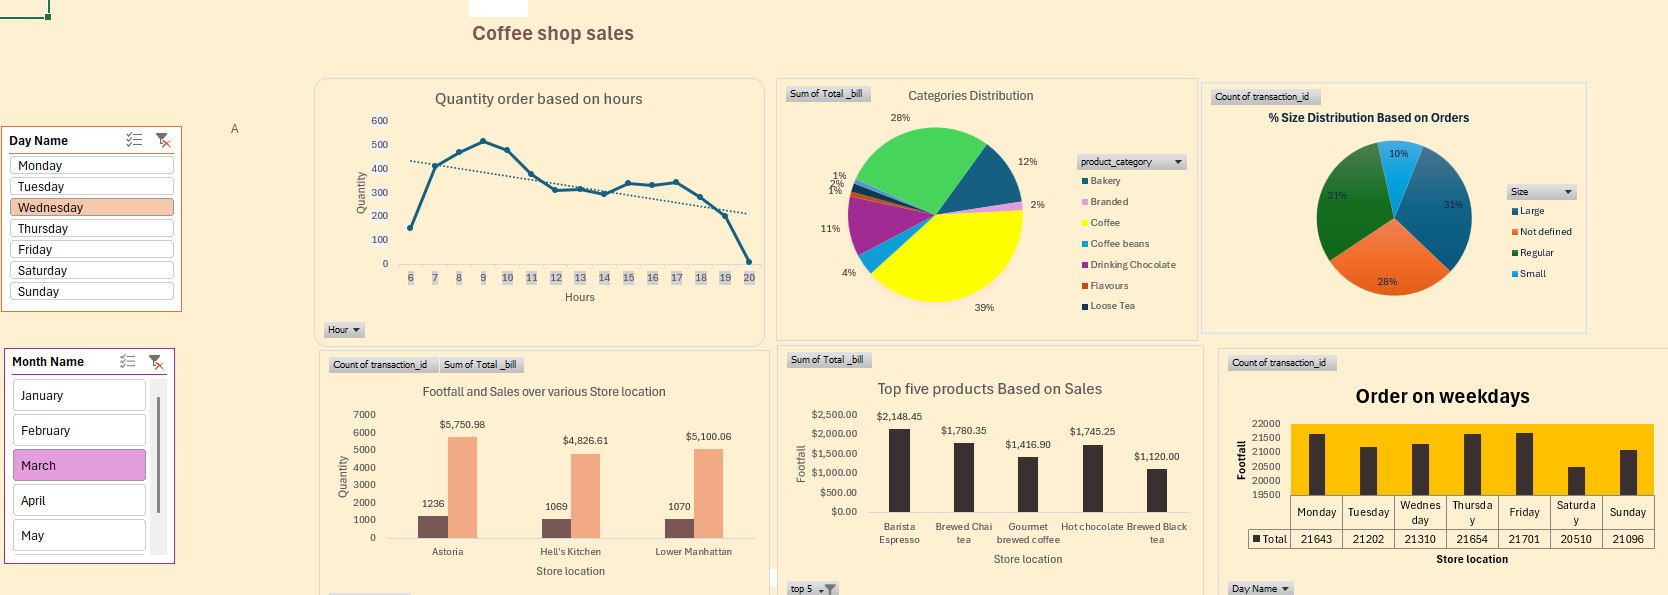 Coffee shop sales
A
Day Name
Monday
Tuesday
Wednesday
Thursday
Friday
Saturday
Sunday
Month Name
January
February
March
April
May
Quantity order based on hours
600
500
400
300
200
100
0
Quantity
6 7 8 9 10 11 12 13 14 15 16 17 18 19 20
Hours
Hour
Sum of Total _bill
Categories Distribution
28%
12%
2%
39%
4%
11%
1%
2%
1%
product_category
Bakery
Branded
Coffee
Coffee beans
Drinking Chocolate
Flavours
Loose Tea
Count of transaction_id
% Size Distribution Based on Orders
10%
31%
28%
31%
Size
Large
Not defined
Regular
Small
Count of transaction_id Sum of Total _bill
Footfall and Sales over various Store location
7000
6000
5000
4000
3000
2000
1000
0
Quantity
$5,750.98
$4,826.61
$5,100.06
1236
1069
1070
Astoria Hell's Kitchen Lower Manhattan
Store location
Sum of Total _bill
Top five products Based on Sales
$2,500.00
$2,000.00
$1,500.00
$1,000.00
$500.00
$0.00
Footfall
$2,148.45
$1,780.35
$1,416.90
$1,745.25
$1,120.00
Barista Espresso
Brewed Chai tea
Gourmet brewed coffee
Hot chocolate
Brewed Black tea
Store location
top 5
Count of transaction_id
Order on weekdays
22000
21500
21000
20500
20000
19500
Footfall
Monday Tuesday Wednesday Thursday Friday Saturday Sunday
Total 21643 21202 21310 21654 21701 20510 21096
Store location
Day Name